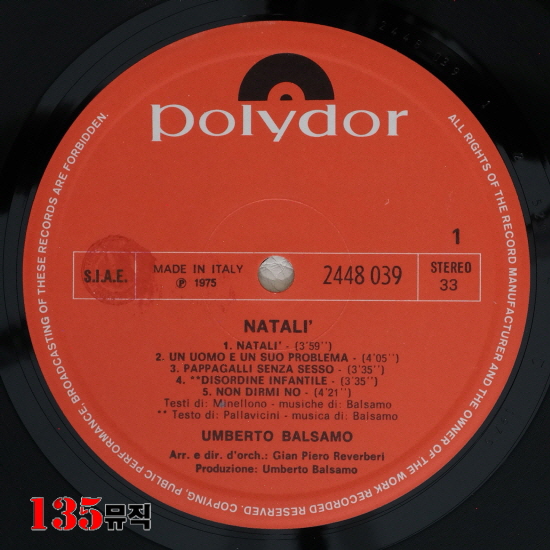 2448 039 1
polydor
ALL RIGHTS OF THE RECORD MANUFACTURER AND THE OWNER OF THE WORK RECORDED RESERVED. COPYING, PUBLIC PERFORMANCE, BROADCASTING OF THESE RECORDS ARE FORBIDDEN.
1
S.I.A.E.
MADE IN ITALY
℗ 1975
2448 039
STEREO
33
NATALI'
1. NATALI' - (3'59'')
2. UN UOMO E UN SUO PROBLEMA - (4'05'')
3. PAPPAGALLI SENZA SESSO - (3'35'')
4. **DISORDINE INFANTILE - (3'35'')
5. NON DIRMI NO - (4'21'')
Testi di: Minellono - musiche di: Balsamo
** Testo di: Pallavicini - musica di: Balsamo
UMBERTO BALSAMO
Arr. e dir. d'orch.: Gian Piero Reverberi
Produzione: Umberto Balsamo
135뮤직